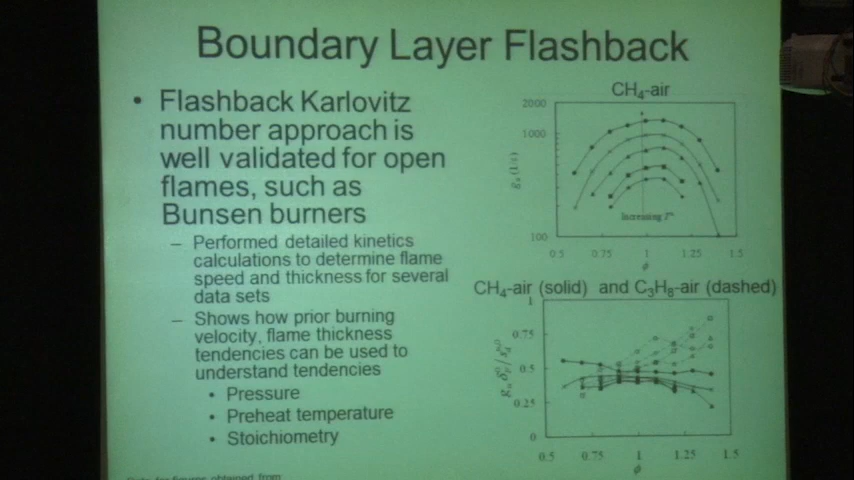 Boundary Layer Flashback
• Flashback Karlovitz
number approach is
well validated for open
flames, such as
Bunsen burners
– Performed detailed kinetics
calculations to determine flame
speed and thickness for several
data sets
– Shows how prior burning
velocity, flame thickness
tendencies can be used to
understand tendencies
• Pressure
• Preheat temperature
• Stoichiometry
CH4-air
2000
1000
100
0.5 0.75 1 1.25 1.5
ϕ
Increasing
CH4-air (solid) and C3H8-air (dashed)
1
0.75
0.5
0.25
0
0.5 0.75 1 1.25 1.5
ϕ